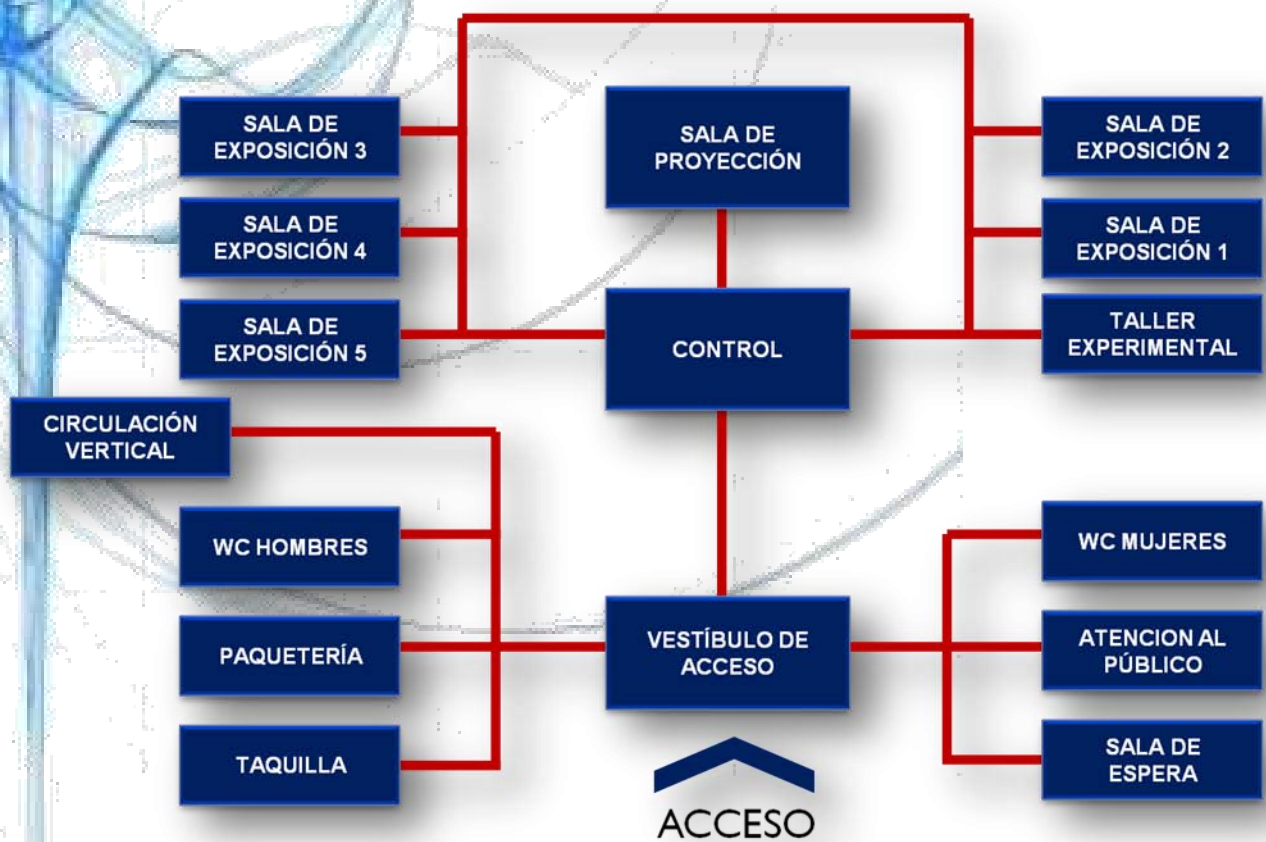 SALA DE
EXPOSICIÓN 3
SALA DE
PROYECCIÓN
SALA DE
EXPOSICIÓN 2
SALA DE
EXPOSICIÓN 4
SALA DE
EXPOSICIÓN 1
SALA DE
EXPOSICIÓN 5
CONTROL
TALLER
EXPERIMENTAL
CIRCULACIÓN
VERTICAL
WC HOMBRES
WC MUJERES
PAQUETERÍA
VESTÍBULO DE
ACCESO
ATENCION AL
PÚBLICO
TAQUILLA
SALA DE
ESPERA
ACCESO